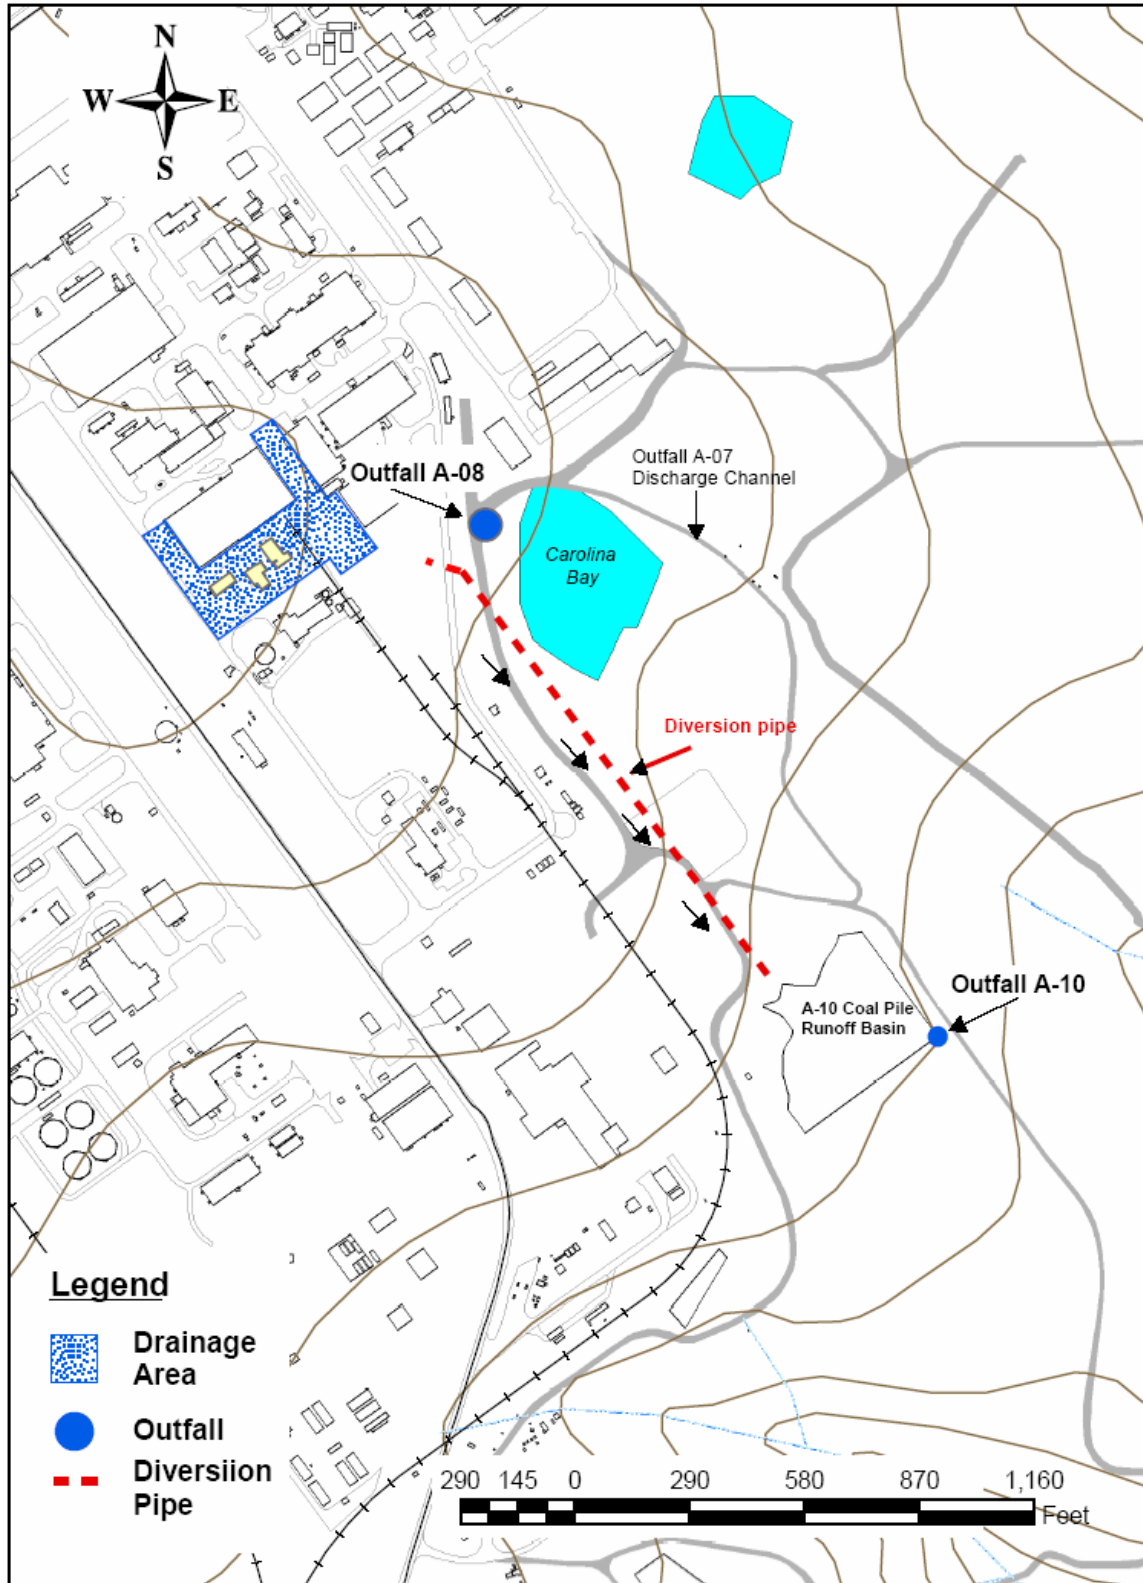 N
W E
S
Outfall A-08
Outfall A-07
Discharge Channel
Carolina
Bay
Diversion pipe
Outfall A-10
A-10 Coal Pile
Runoff Basin
Legend
Drainage
Area
Outfall
Diversiion
Pipe
290 145 0 290 580 870 1,160
Feet